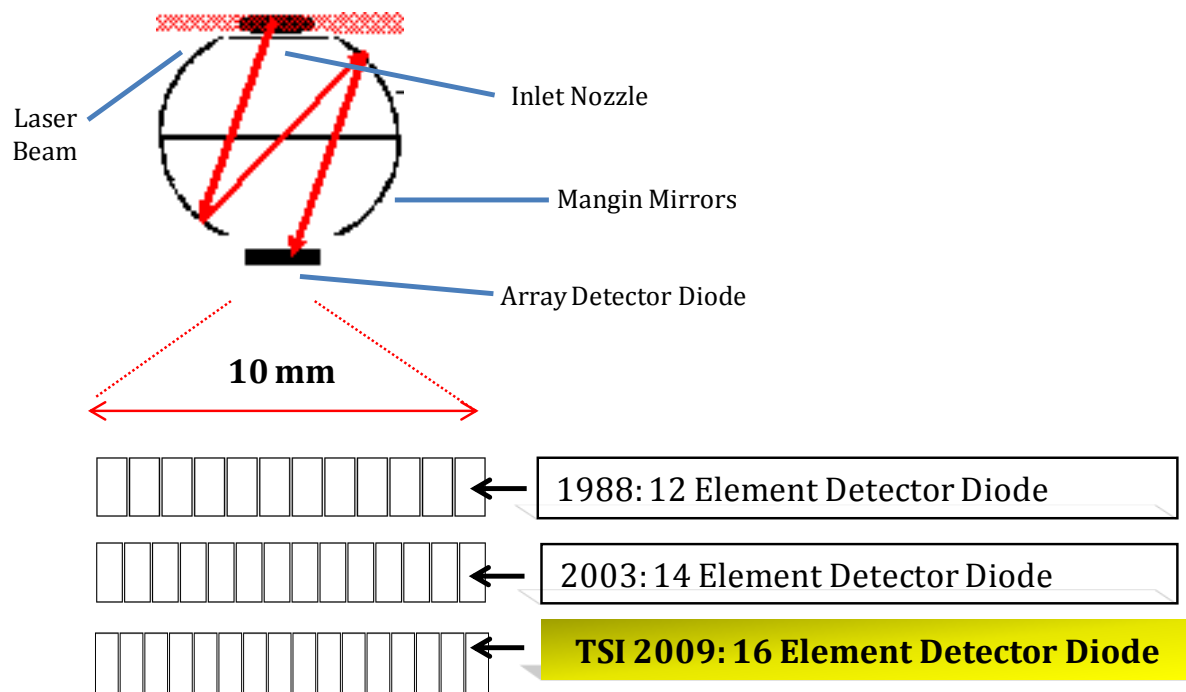 Laser
Beam
Inlet Nozzle
Mangin Mirrors
Array Detector Diode
10 mm
1988: 12 Element Detector Diode
2003: 14 Element Detector Diode
TSI 2009: 16 Element Detector Diode